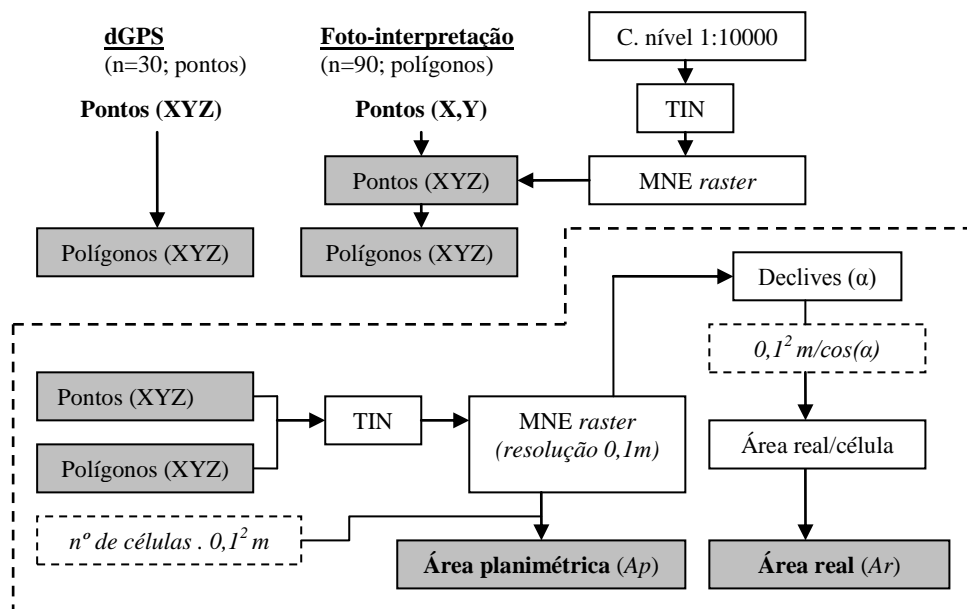 dGPS
(n=30; pontos)
Pontos (XYZ)
Polígonos (XYZ)
Foto-interpretação
(n=90; polígonos)
Pontos (X,Y)
Pontos (XYZ)
Polígonos (XYZ)
C. nível 1:10000
TIN
MNE raster
Pontos (XYZ)
Polígonos (XYZ)
TIN
MNE raster
(resolução 0,1m)
nº de células . 0,1² m
Área planimétrica (Ap)
Declives (α)
0,1² m/cos(α)
Área real/célula
Área real (Ar)